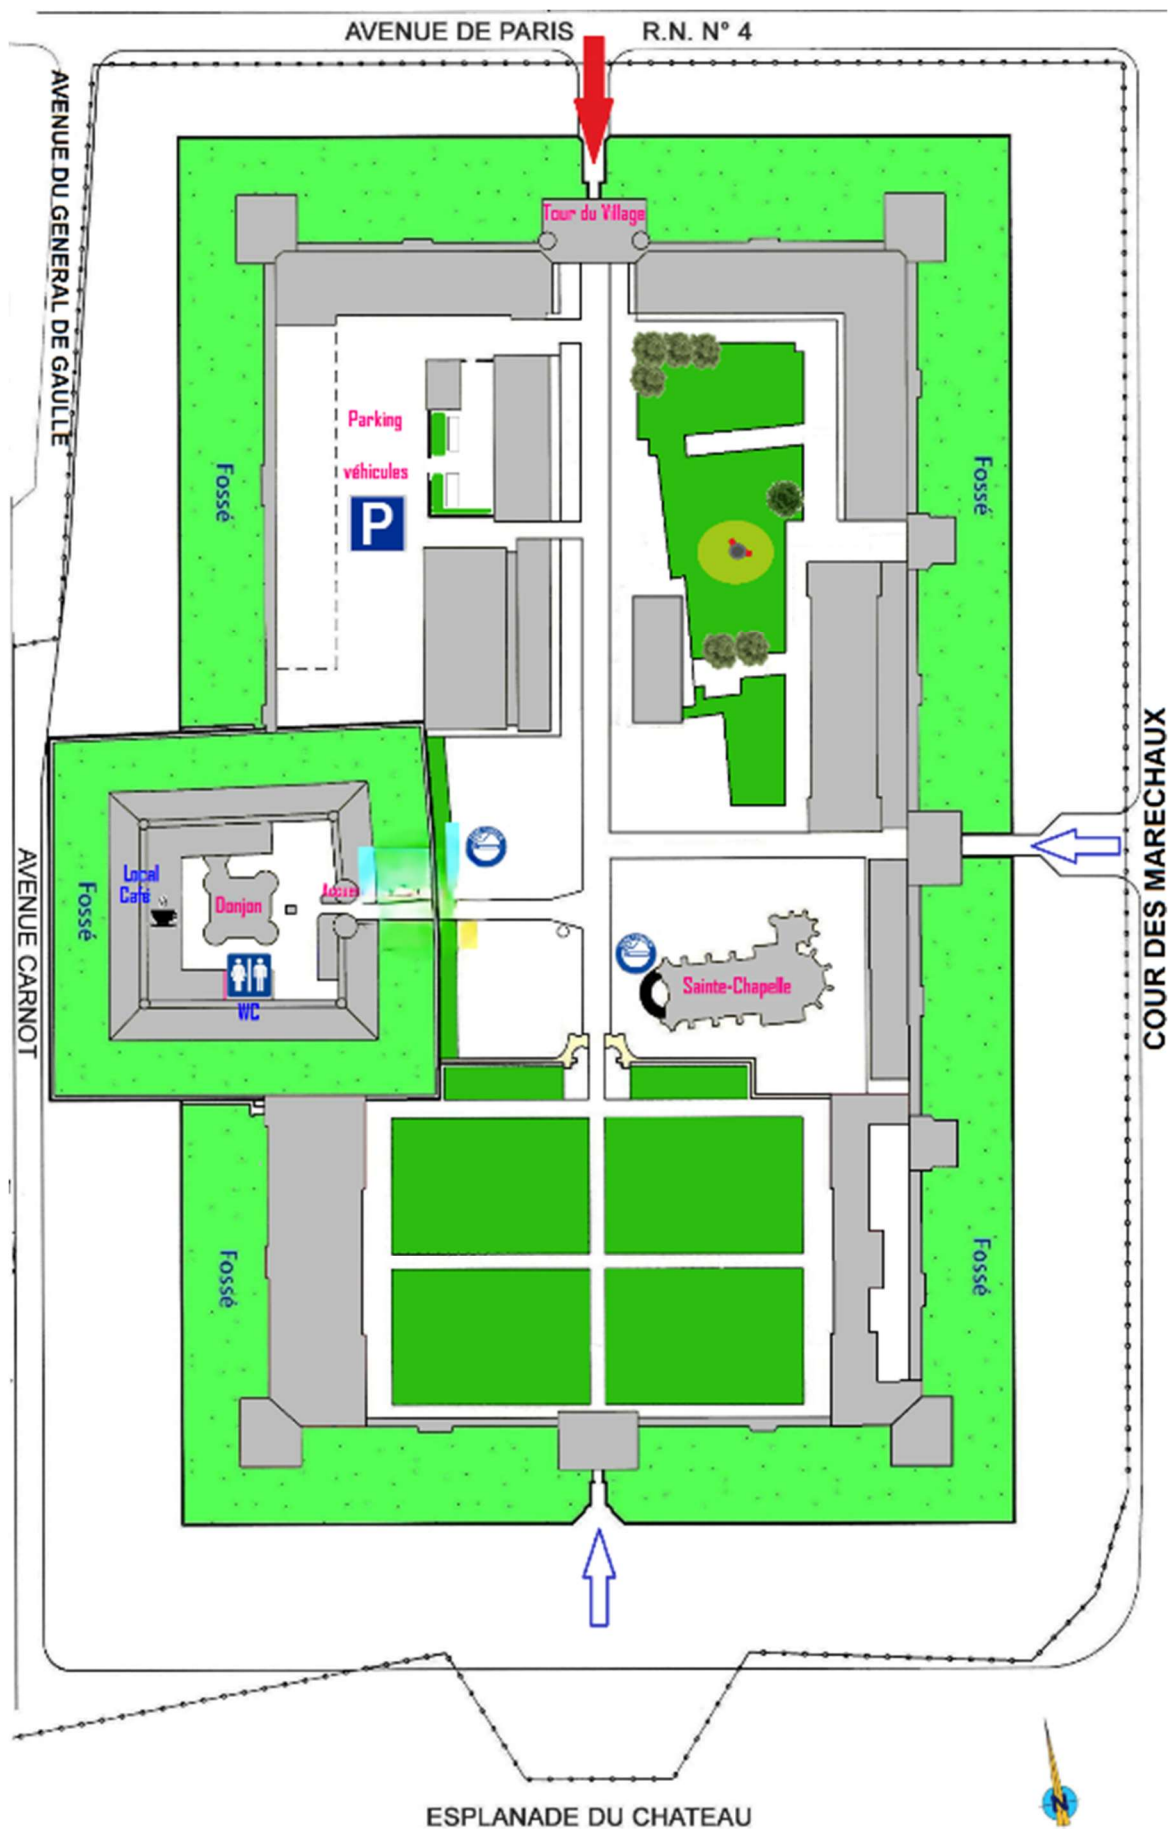 AVENUE DE PARIS R.N. N° 4
AVENUE DU GENERAL DE GAULLE
Tour du Village
Parking
véhicules
P
Fossé
Fossé
COUR DES MARECHAUX
AVENUE CARNOT
Fossé
Local
Café
Donjon
WC
Sainte-Chapelle
Fossé
Fossé
N
ESPLANADE DU CHATEAU